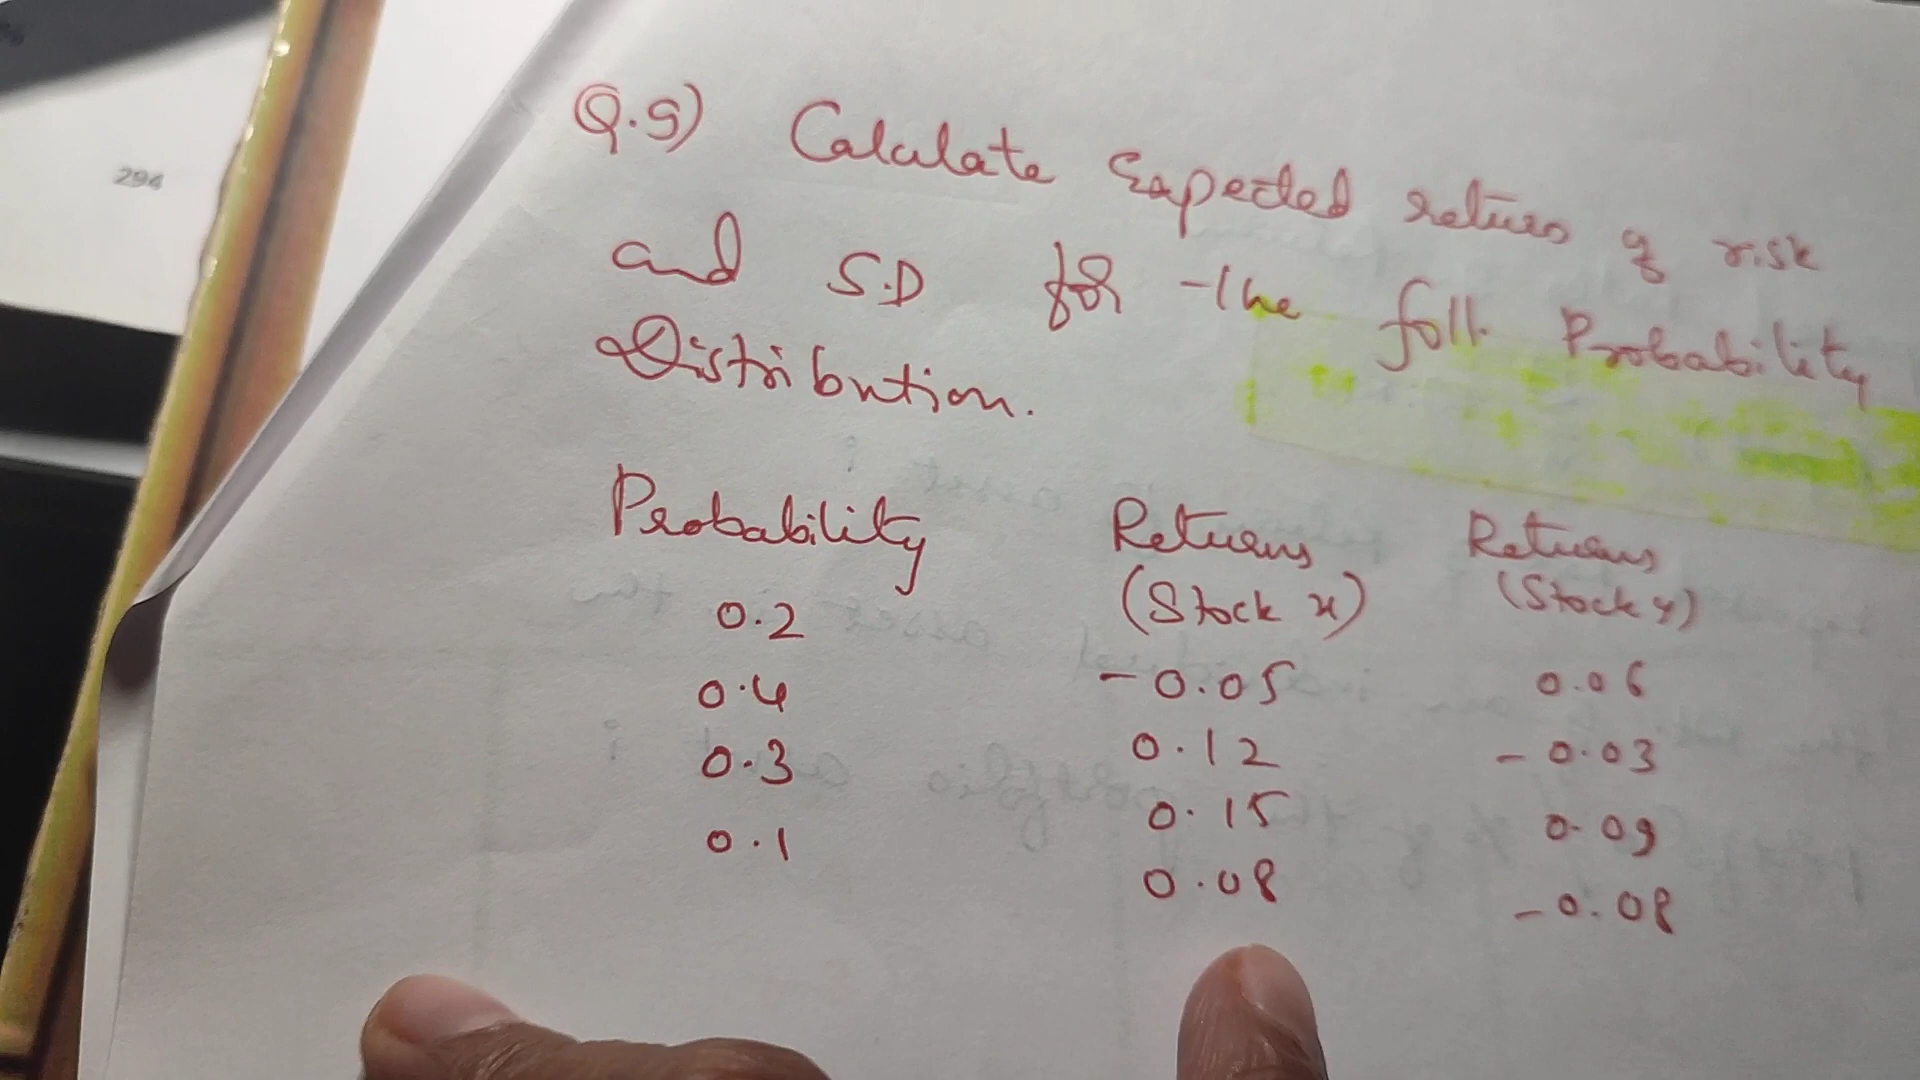 294
Q.5) Calculate Expected return of risk
and S.D for the foll. Probability
Distribution.
Probability Returns Returns
(Stock x) (Stock y)
0.2 -0.05 0.06
0.4 0.12 -0.03
0.3 0.15 0.09
0.1 0.08 -0.08